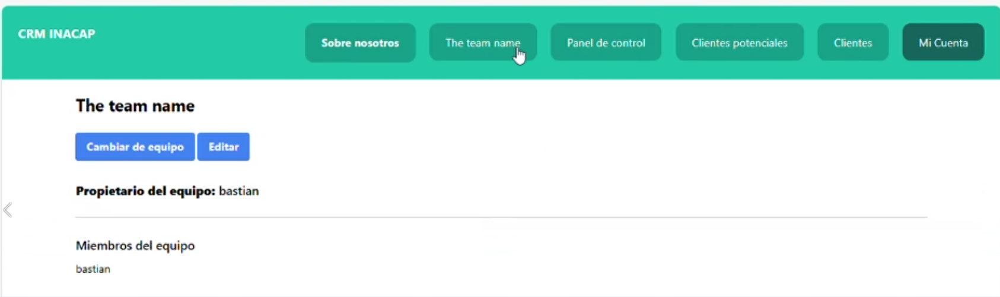 CRM INACAP
Sobre nosotros
The team name
Panel de control
Clientes potenciales
Clientes
Mi Cuenta
The team name
Cambiar de equipo
Editar
Propietario del equipo: bastian
Miembros del equipo
bastian